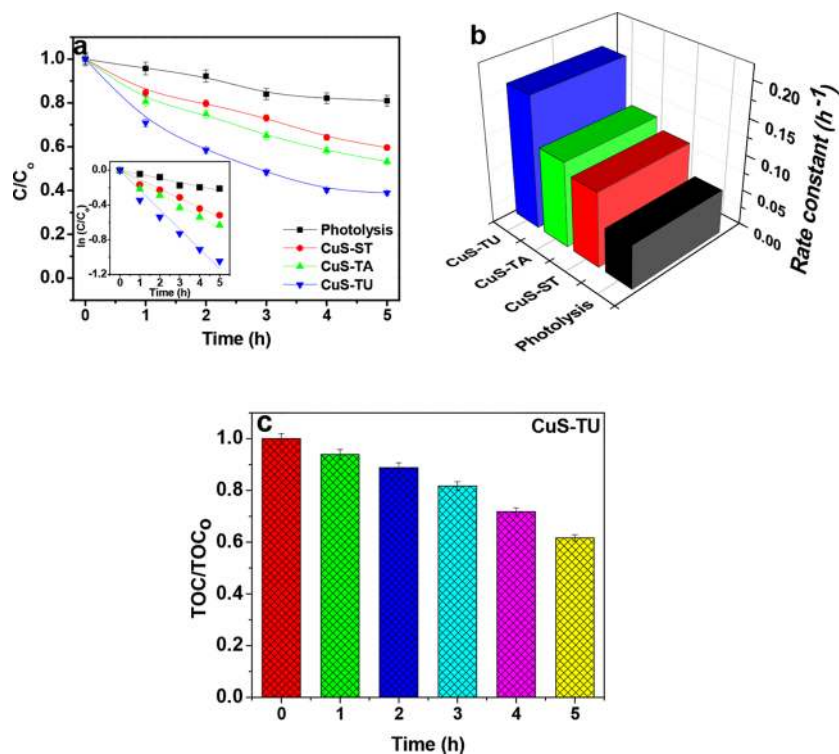 a
1.0
0.8
0.6
0.4
0.2
0.0
C/Co
0 1 2 3 4 5
Time (h)
0.0
-0.4
-0.8
-1.2
ln (C/Co)
0 1 2 3 4 5
Time (h)
Photolysis
CuS-ST
CuS-TA
CuS-TU
b
0.20
0.15
0.10
0.05
0.00
Rate constant (h-1)
CuS-TU
CuS-TA
CuS-ST
Photolysis
c
CuS-TU
1.0
0.8
0.6
0.4
0.2
0.0
TOC/TOCo
0 1 2 3 4 5
Time (h)